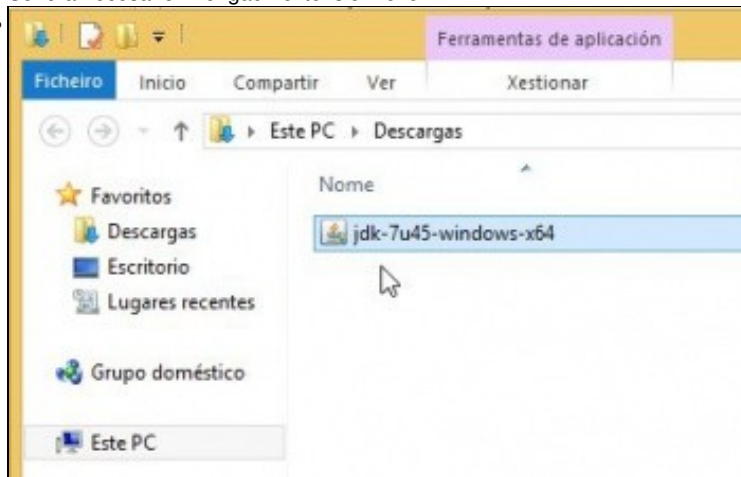 Ferramentas de aplicación
Ficheiro Inicio Compartir Ver Xestionar
Este PC Descargas
Favoritos
Descargas
Escritorio
Lugares recentes
Grupo doméstico
Este PC
Nome
jdk-7u45-windows-x64